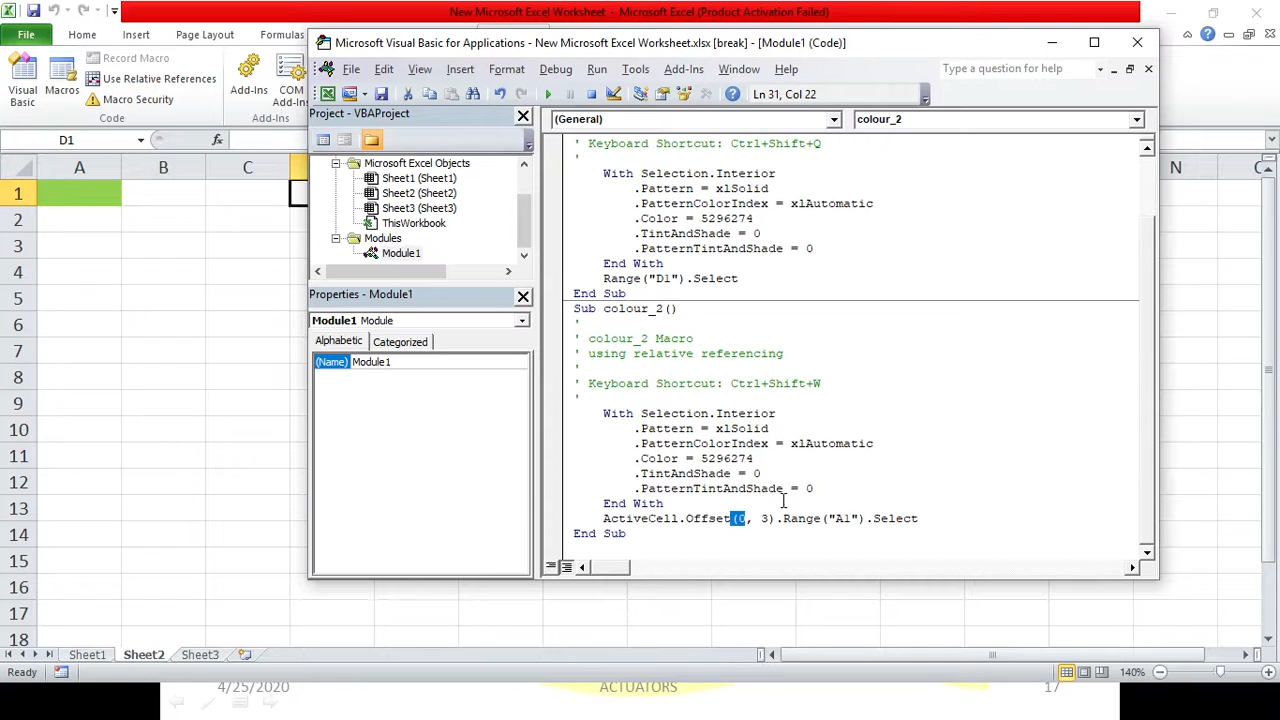 New Microsoft Excel Worksheet - Microsoft Excel (Product Activation Failed)
File Home Insert Page Layout Formulas
Visual Basic
Macros
Record Macro
Use Relative References
Macro Security
Code
Add-Ins
COM Add-Ins
D1
fx
A B C N
1
2
3
4
5
6
7
8
9
10
11
12
13
14
15
16
17
18
Microsoft Visual Basic for Applications - New Microsoft Excel Worksheet.xlsx [break] - [Module1 (Code)]
File Edit View Insert Format Debug Run Tools Add-Ins Window Help
Type a question for help
Ln 31, Col 22
Project - VBAProject
Microsoft Excel Objects
Sheet1 (Sheet1)
Sheet2 (Sheet2)
Sheet3 (Sheet3)
ThisWorkbook
Modules
Module1
Properties - Module1
Module1 Module
Alphabetic Categorized
(Name) Module1
(General) colour_2
' Keyboard Shortcut: Ctrl+Shift+Q
'
With Selection.Interior
.Pattern = xlSolid
.PatternColorIndex = xlAutomatic
.Color = 5296274
.TintAndShade = 0
.PatternTintAndShade = 0
End With
Range("D1").Select
End Sub
Sub colour_2()
'
' colour_2 Macro
' using relative referencing
'
' Keyboard Shortcut: Ctrl+Shift+W
'
With Selection.Interior
.Pattern = xlSolid
.PatternColorIndex = xlAutomatic
.Color = 5296274
.TintAndShade = 0
.PatternTintAndShade = 0
End With
ActiveCell.Offset(0, 3).Range("A1").Select
End Sub
Sheet1 Sheet2 Sheet3
Ready
140%
4/25/2020
ACTUATORS
17